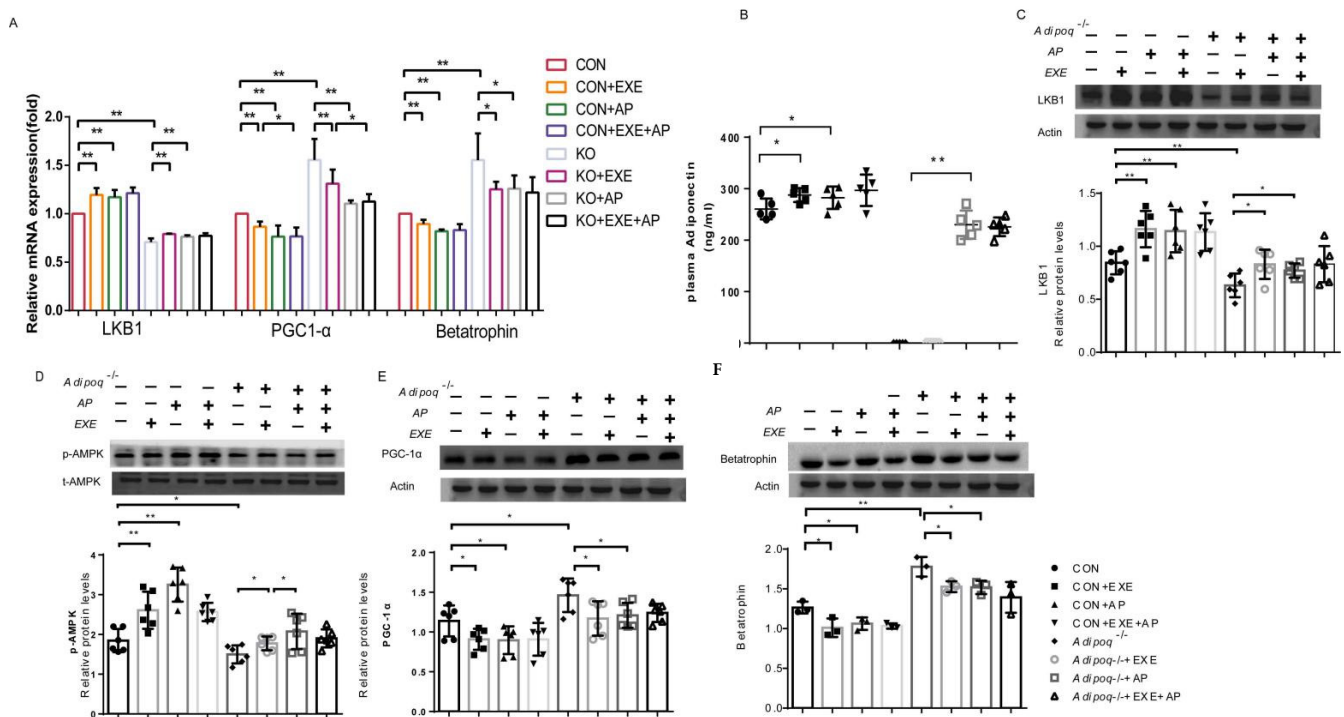 A
Relative mRNA expression(fold)
2.0
1.5
1.0
0.5
0.0
** ** ** ** **
** ** ** * ** ** *
** ** ** ** * *
LKB1 PGC1-α Betatrophin
CON
CON+EXE
CON+AP
CON+EXE+AP
KO
KO+EXE
KO+AP
KO+EXE+AP
B
plasma Adiponectin
(ng/ml)
400
300
200
100
* * **
C
Adipoq -/- − − − − + + + +
AP − − + + − − + +
EXE − + − + − + − +
LKB1
Actin
LKB1
Relative protein levels
1.5
1.0
0.5
0.0
** ** ** * *
D
Adipoq -/- − − − − + + + +
AP − − + + − − + +
EXE − + − + − + − +
p-AMPK
t-AMPK
p-AMPK
Relative protein levels
4
3
2
1
0
* ** ** * *
E
Adipoq -/- − − − − + + + +
AP − − + + − − + +
EXE − + − + − + − +
PGC-1α
Actin
PGC-1α
Relative protein levels
2.0
1.5
1.0
0.5
0.0
* * * * *
F
− − − − + + + +
AP − − + + − − + +
EXE − + − + − + − +
Betatrophin
Actin
Betatrophin
Relative protein levels
2.0
1.5
1.0
0.5
** * * * *
CON
CON+EXE
CON+AP
CON+EXE+AP
Adipoq -/-
Adipoq-/-+EXE
Adipoq-/-+AP
Adipoq-/-+EXE+AP